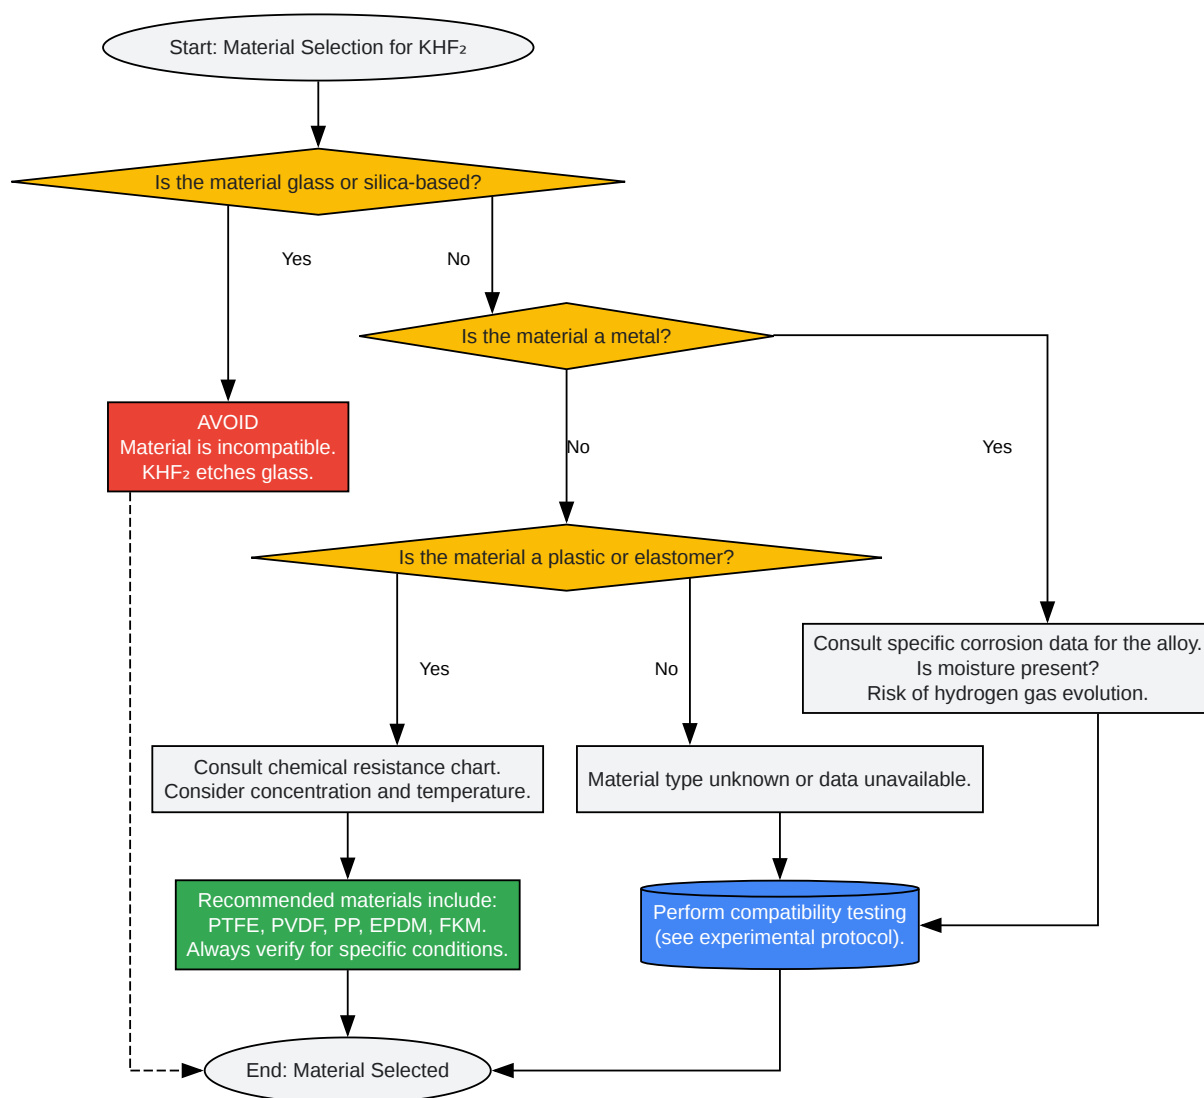 Start: Material Selection for KHF₂
Is the material glass or silica-based?
Yes
No
Is the material a metal?
AVOID
Material is incompatible.
KHF₂ etches glass.
No
Yes
Is the material a plastic or elastomer?
Consult specific corrosion data for the alloy.
Is moisture present?
Risk of hydrogen gas evolution.
Yes
No
Consult chemical resistance chart.
Consider concentration and temperature.
Material type unknown or data unavailable.
Recommended materials include:
PTFE, PVDF, PP, EPDM, FKM.
Always verify for specific conditions.
Perform compatibility testing
(see experimental protocol).
End: Material Selected